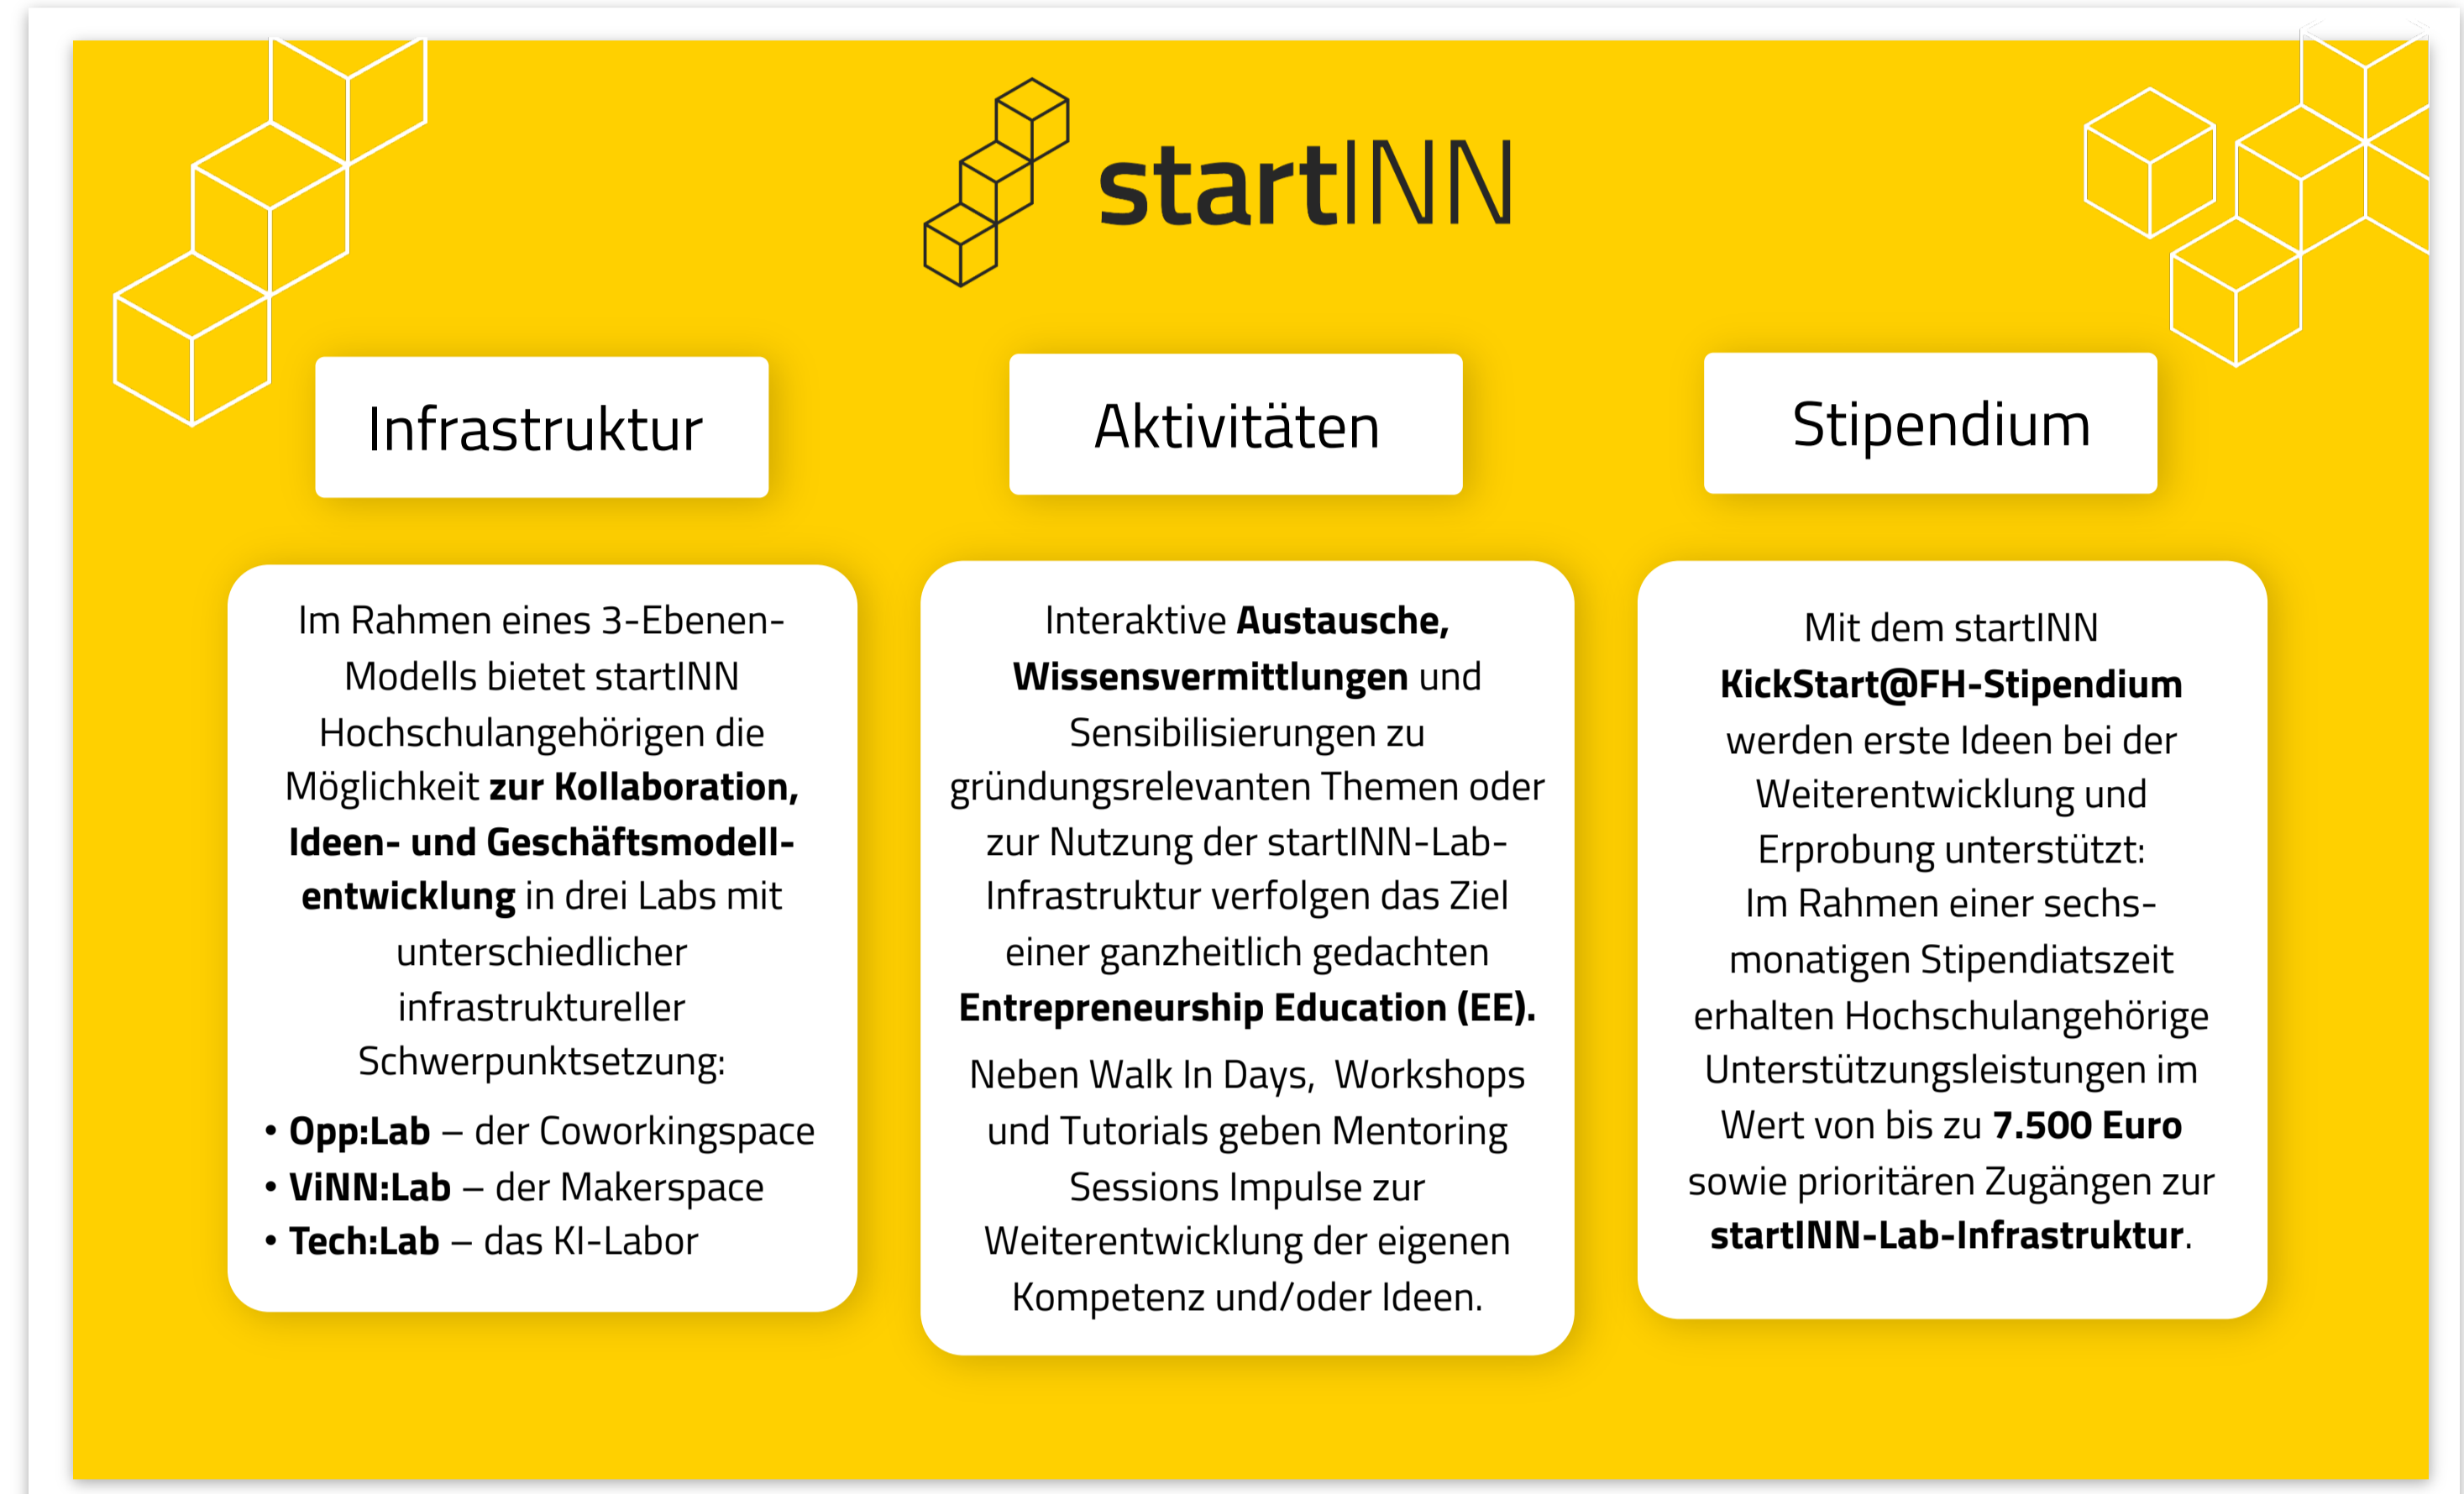 startINN
Infrastruktur
Im Rahmen eines 3-Ebenen-
Modells bietet startINN
Hochschulangehörigen die
Möglichkeit zur Kollaboration,
Ideen- und Geschäftsmodell-
entwicklung in drei Labs mit
unterschiedlicher
infrastruktureller
Schwerpunktsetzung:
• Opp:Lab – der Coworkingspace
• ViNN:Lab – der Makerspace
• Tech:Lab – das KI-Labor
Aktivitäten
Interaktive Austausche,
Wissensvermittlungen und
Sensibilisierungen zu
gründungsrelevanten Themen oder
zur Nutzung der startINN-Lab-
Infrastruktur verfolgen das Ziel
einer ganzheitlich gedachten
Entrepreneurship Education (EE).
Neben Walk In Days,  Workshops
und Tutorials geben Mentoring
Sessions Impulse zur
Weiterentwicklung der eigenen
Kompetenz und/oder Ideen.
Stipendium
Mit dem startINN
KickStart@FH-Stipendium
werden erste Ideen bei der
Weiterentwicklung und
Erprobung unterstützt:
Im Rahmen einer sechs-
monatigen Stipendiatszeit
erhalten Hochschulangehörige
Unterstützungsleistungen im
Wert von bis zu 7.500 Euro
sowie prioritären Zugängen zur
startINN-Lab-Infrastruktur.